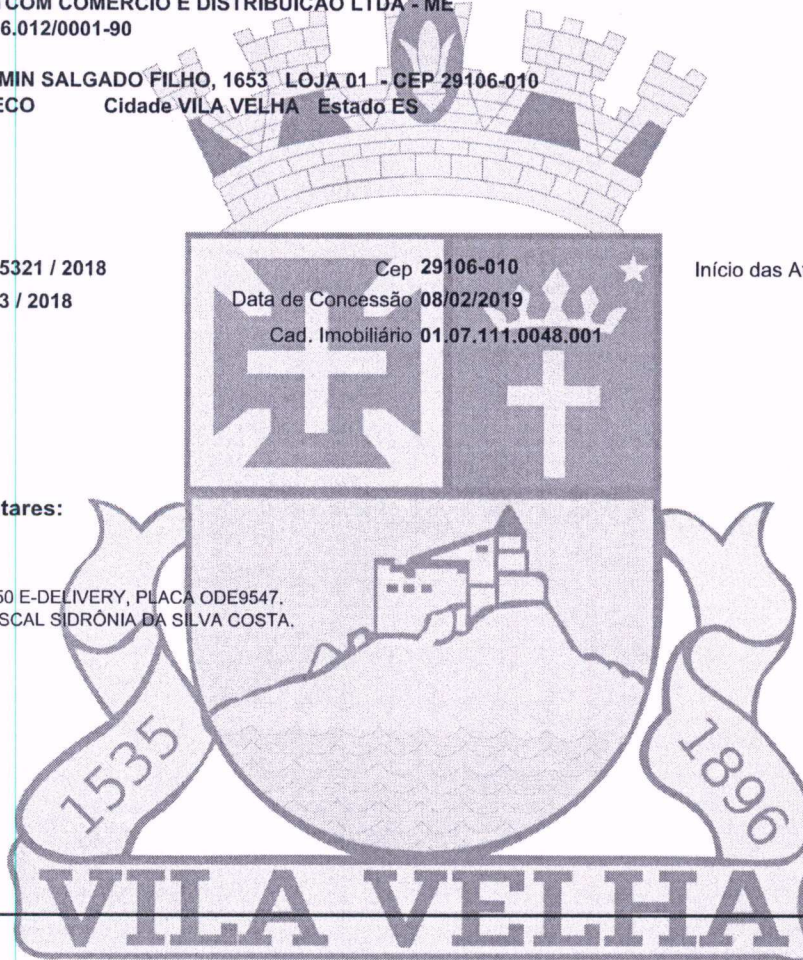 COM COMERCIO E DISTRIBUIÇÃO LTDA - ME
6.012/0001-90
MIN SALGADO FILHO, 1653 LOJA 01 - CEP 29106-010
ECO Cidade VILA VELHA Estado ES
5321 / 2018 Cep 29106-010 Início das A
3 / 2018 Data de Concessão 08/02/2019
Cad. Imobiliário 01.07.111.0048.001
tares:
50 E-DELIVERY, PLACA ODE9547.
SCAL SIDRÔNIA DA SILVA COSTA.
1535 1896
VILA VELHA